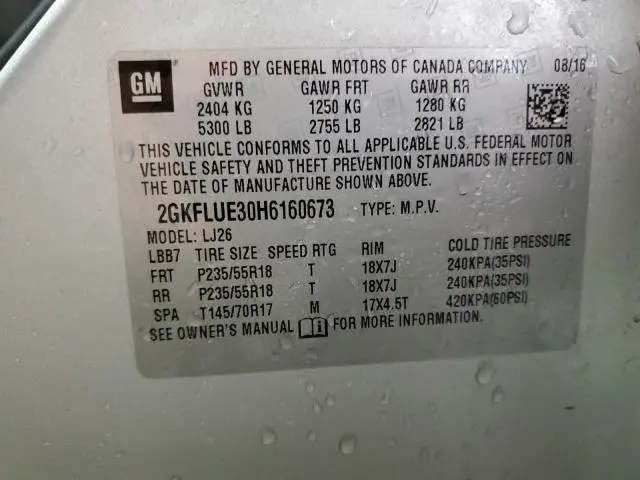 GM
MFD BY GENERAL MOTORS OF CANADA COMPANY 08/16
GVWR GAWR FRT GAWR RR
2404 KG 1250 KG 1280 KG
5300 LB 2755 LB 2821 LB
THIS VEHICLE CONFORMS TO ALL APPLICABLE U.S. FEDERAL MOTOR
VEHICLE SAFETY AND THEFT PREVENTION STANDARDS IN EFFECT ON
THE DATE OF MANUFACTURE SHOWN ABOVE.
2GKFLUE30H6160673 TYPE: M.P.V.
MODEL: LJ26
LBB7 TIRE SIZE SPEED RTG RIM COLD TIRE PRESSURE
FRT P235/55R18 T 18X7J 240KPA(35PSI)
RR P235/55R18 T 18X7J 240KPA(35PSI)
SPA T145/70R17 M 17X4.5T 420KPA(60PSI)
SEE OWNER'S MANUAL FOR MORE INFORMATION.